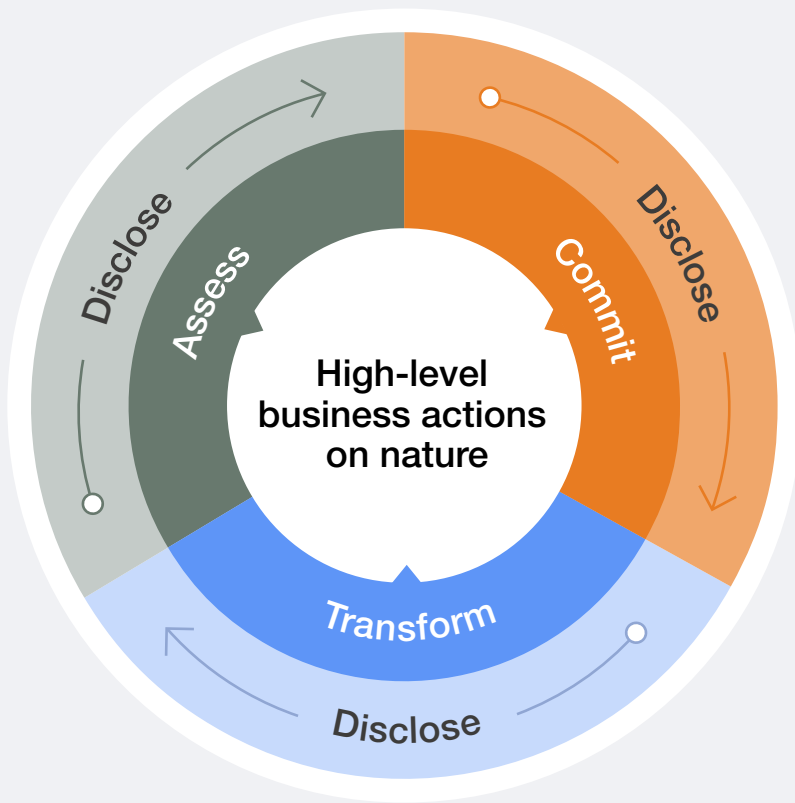 Disclose
Assess
Disclose
Commit
High-level
business actions
on nature
Transform
Disclose